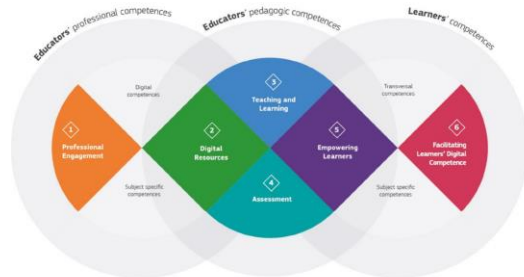 Educators' professional competences
Educators' pedagogic competences
Learners' competences
Digital
competences
Transversal
competences
1
Professional
Engagement
2
Digital
Resources
3
Teaching and
Learning
4
Assessment
5
Empowering
Learners
6
Facilitating
Learners' Digital
Competence
Subject specific
competences
Subject specific
competences